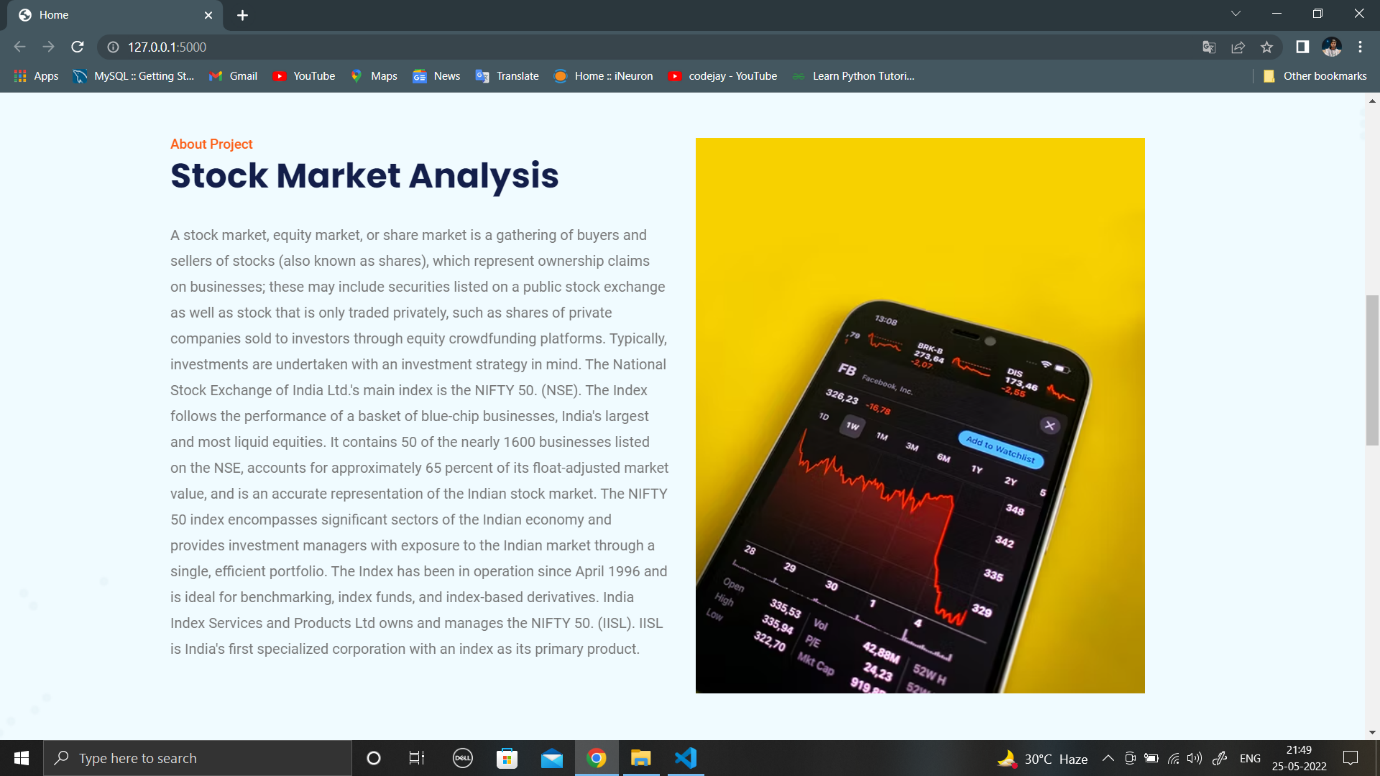 Home
127.0.0.1:5000
Apps
MySQL :: Getting St...
Gmail
YouTube
Maps
News
Translate
Home :: iNeuron
codejay - YouTube
Learn Python Tutori...
Other bookmarks
About Project
Stock Market Analysis
A stock market, equity market, or share market is a gathering of buyers and
sellers of stocks (also known as shares), which represent ownership claims
on businesses; these may include securities listed on a public stock exchange
as well as stock that is only traded privately, such as shares of private
companies sold to investors through equity crowdfunding platforms. Typically,
investments are undertaken with an investment strategy in mind. The National
Stock Exchange of India Ltd.'s main index is the NIFTY 50. (NSE). The Index
follows the performance of a basket of blue-chip businesses, India's largest
and most liquid equities. It contains 50 of the nearly 1600 businesses listed
on the NSE, accounts for approximately 65 percent of its float-adjusted market
value, and is an accurate representation of the Indian stock market. The NIFTY
50 index encompasses significant sectors of the Indian economy and
provides investment managers with exposure to the Indian market through a
single, efficient portfolio. The Index has been in operation since April 1996 and
is ideal for benchmarking, index funds, and index-based derivatives. India
Index Services and Products Ltd owns and manages the NIFTY 50. (IISL). IISL
is India's first specialized corporation with an index as its primary product.
13:08
,79
BRK-B
273,64
-2,07
DIS
173,46
-2,55
FB Facebook, Inc.
326,23 -16,78
Add to Watchlist
1D 1W 1M 3M 6M 1Y 2Y 5
348
342
335
329
28 29 30 1 4
Open 335,53
High 335,94
Low 322,70
Vol 42,88M
P/E 24,23
Mkt Cap
52W H
Type here to search
DELL
30°C Haze
ENG
21:49
25-05-2022